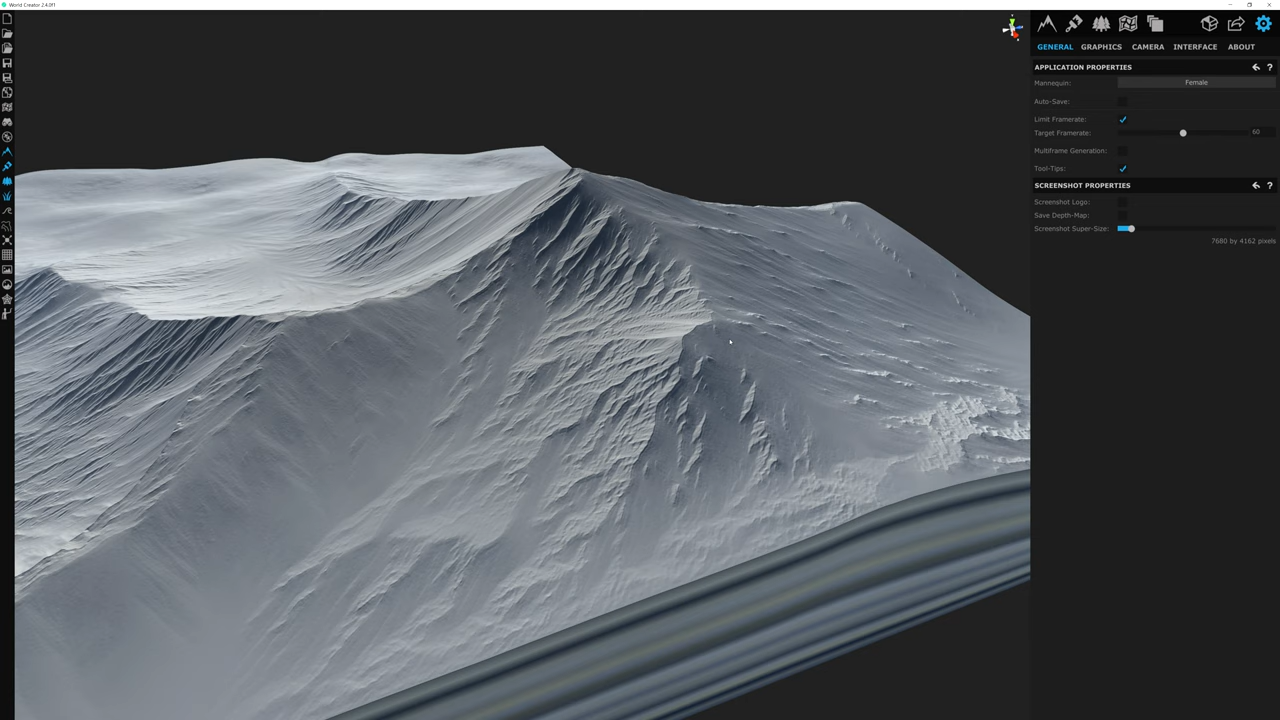 World Creator 2.4.0f1
GENERAL GRAPHICS CAMERA INTERFACE ABOUT
APPLICATION PROPERTIES ?
Mannequin: Female
Auto-Save:
Limit Framerate:
Target Framerate: 60
Multiframe Generation:
Tool-Tips:
SCREENSHOT PROPERTIES ?
Screenshot Logo:
Save Depth-Map:
Screenshot Super-Size:
7680 by 4162 pixels